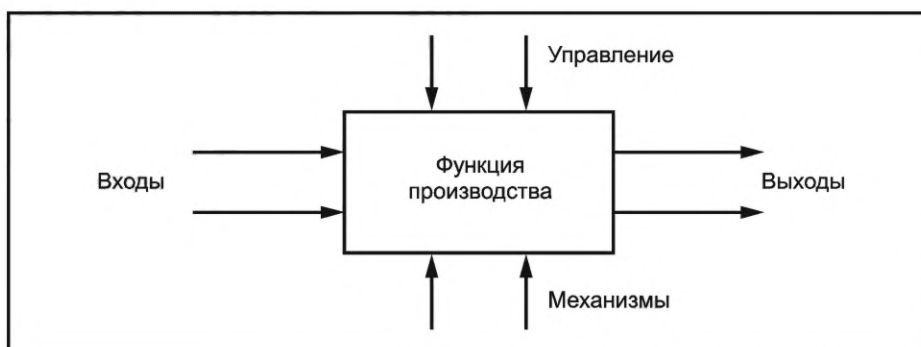 Управление
Функция
производства
Входы
Выходы
Механизмы